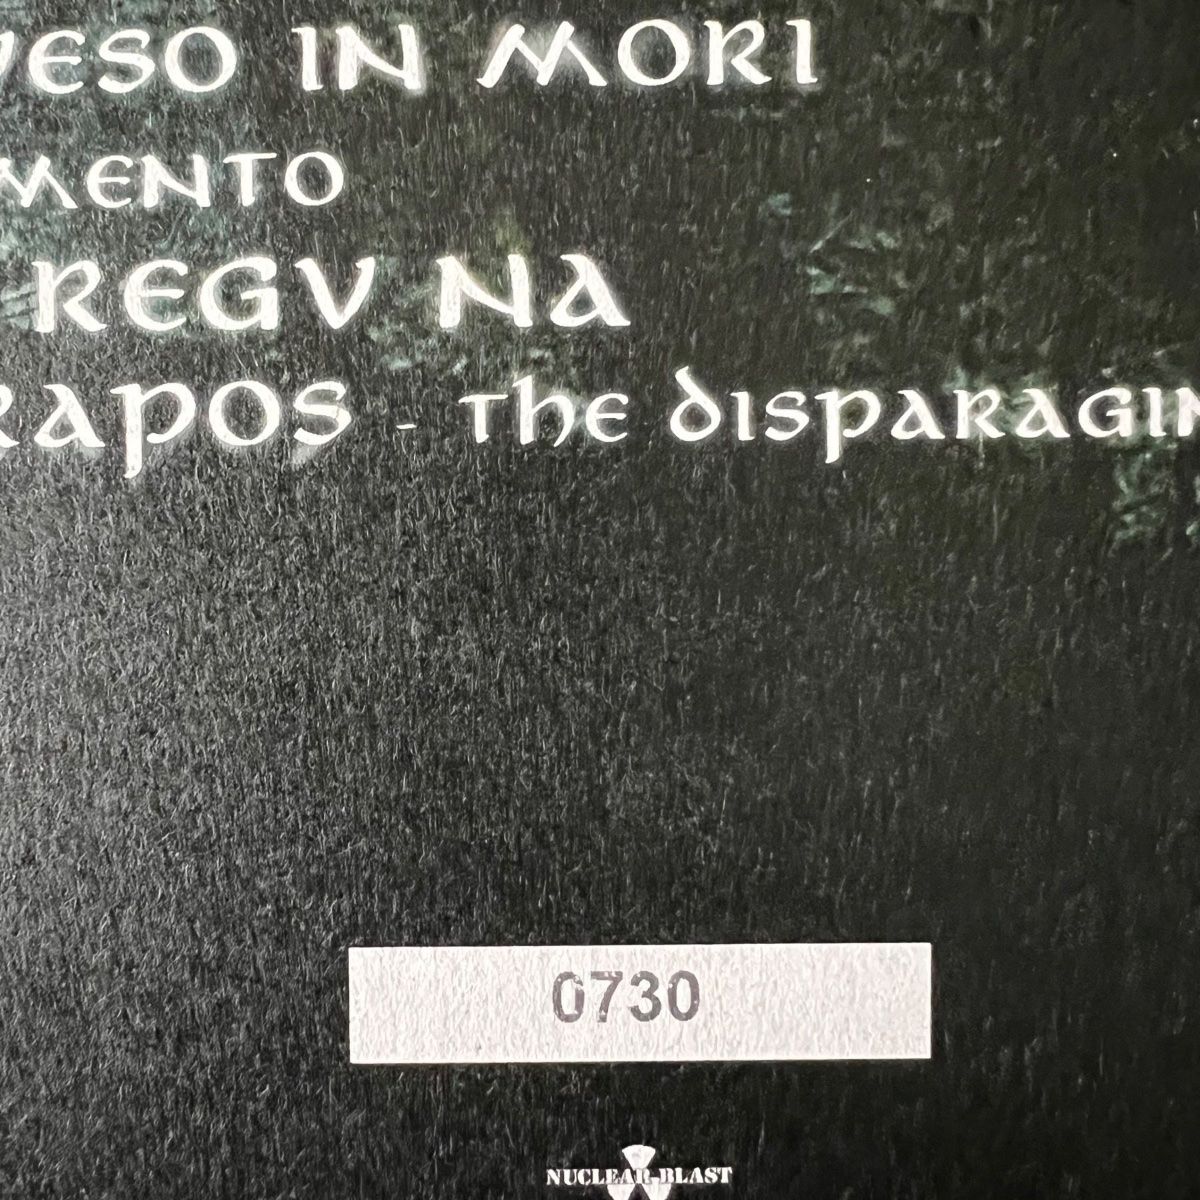 VESO IN MORI
MENTO
REGV NA
RAPOS - THE DISPARAGIN
0730
NUCLEAR BLAST